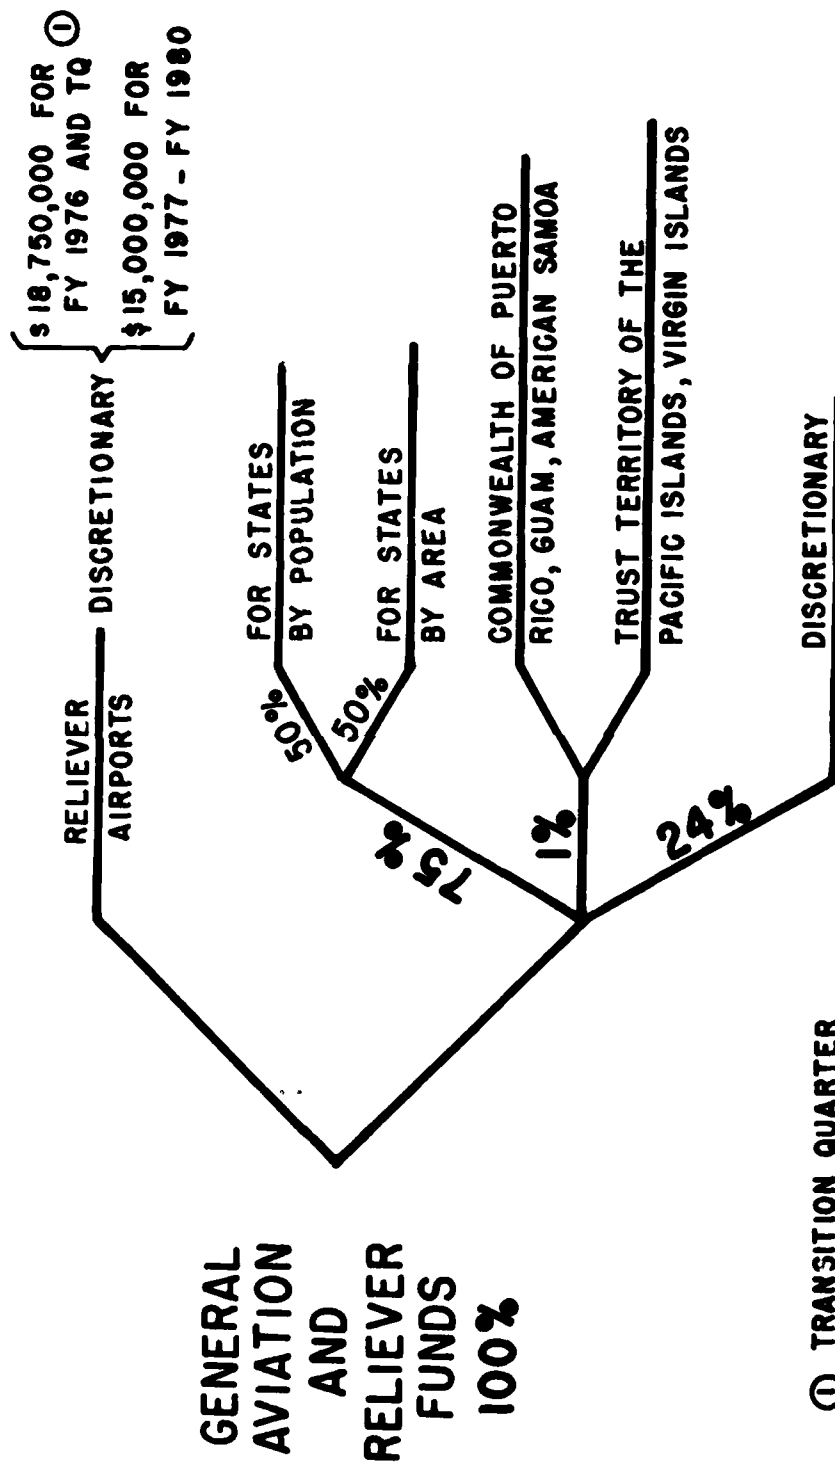 GENERAL
AVIATION
AND
RELIEVER
FUNDS
100%
RELIEVER
AIRPORTS
DISCRETIONARY
$18,750,000 FOR
FY 1976 AND TQ ①
$15,000,000 FOR
FY 1977 - FY 1980
75%
50%
FOR STATES
BY POPULATION
50%
FOR STATES
BY AREA
1%
COMMONWEALTH OF PUERTO
RICO, GUAM, AMERICAN SAMOA
TRUST TERRITORY OF THE
PACIFIC ISLANDS, VIRGIN ISLANDS
24%
DISCRETIONARY
① TRANSITION QUARTER